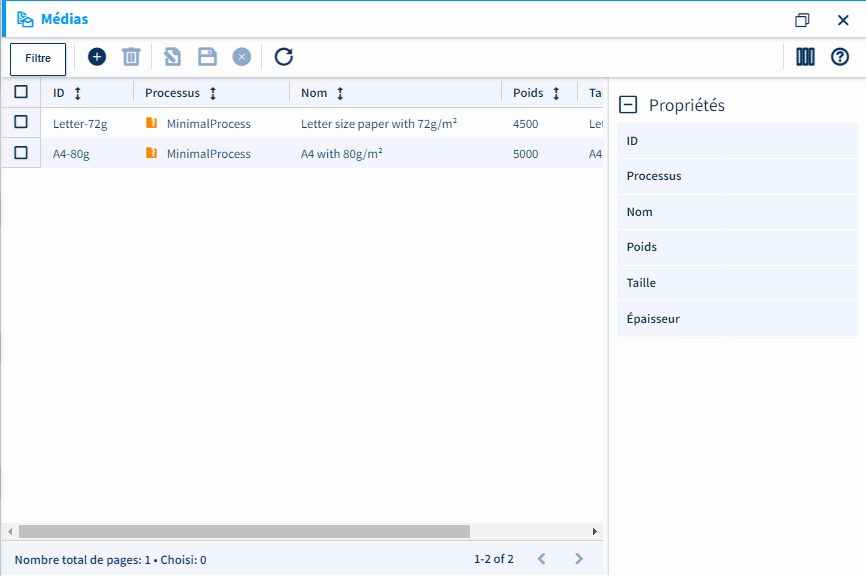 Médias
Filtre
ID Processus Nom Poids Ta
Letter-72g MinimalProcess Letter size paper with 72g/m² 4500 Let
A4-80g MinimalProcess A4 with 80g/m² 5000 A4
Nombre total de pages: 1 • Choisi: 0 1-2 of 2
Propriétés
ID
Processus
Nom
Poids
Taille
Épaisseur